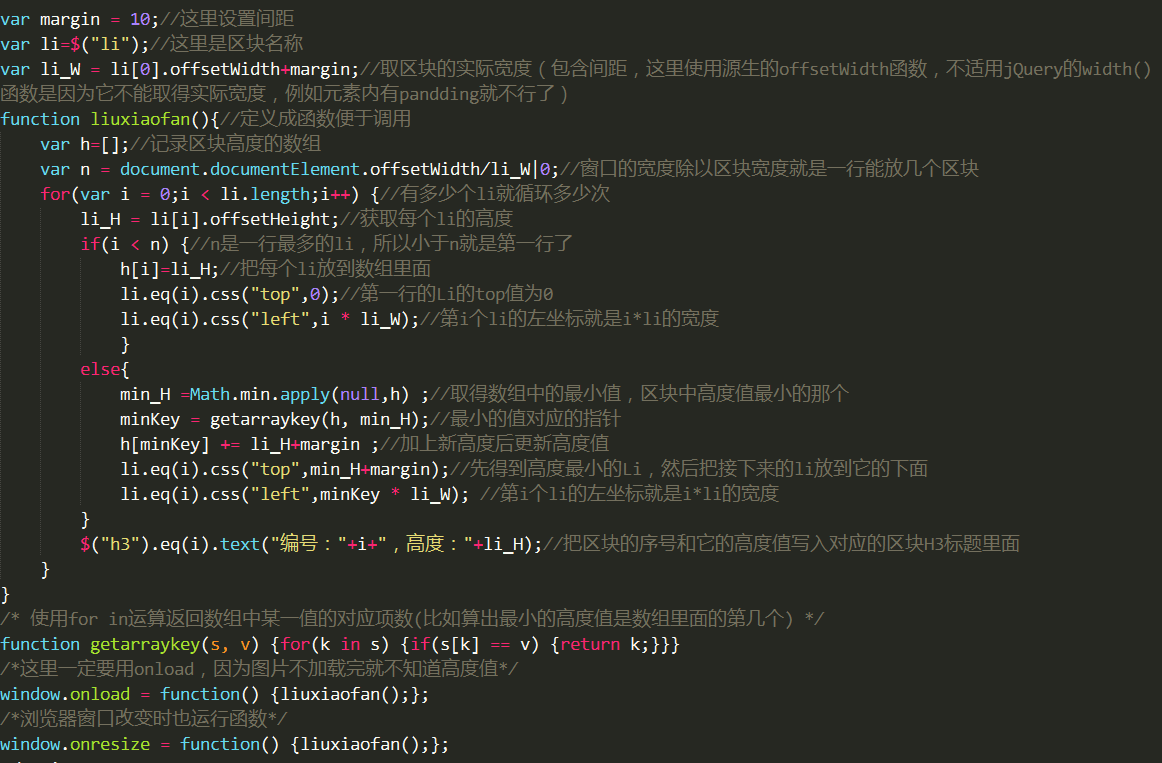 var margin = 10;//这里设置间距
var li=$("li");//这里是区块名称
var li_W = li[0].offsetWidth+margin;//取区块的实际宽度（包含间距，这里使用源生的offsetWidth函数，不适用jQuery的width()
函数是因为它不能取得实际宽度，例如元素内有pandding就不行了）
function liuxiaofan(){//定义成函数便于调用
    var h=[];//记录区块高度的数组
    var n = document.documentElement.offsetWidth/li_W|0;//窗口的宽度除以区块宽度就是一行能放几个区块
    for(var i = 0;i < li.length;i++) {//有多少个li就循环多少次
        li_H = li[i].offsetHeight;//获取每个li的高度
        if(i < n) {//n是一行最多的li，所以小于n就是第一行了
            h[i]=li_H;//把每个li放到数组里面
            li.eq(i).css("top",0);//第一行的Li的top值为0
            li.eq(i).css("left",i * li_W);//第i个li的左坐标就是i*li的宽度
            }
        else{
            min_H =Math.min.apply(null,h) ;//取得数组中的最小值，区块中高度值最小的那个
            minKey = getarraykey(h, min_H);//最小的值对应的指针
            h[minKey] += li_H+margin ;//加上新高度后更新高度值
            li.eq(i).css("top",min_H+margin);//先得到高度最小的Li，然后把接下来的li放到它的下面
            li.eq(i).css("left",minKey * li_W); //第i个li的左坐标就是i*li的宽度
        }
        $("h3").eq(i).text("编号："+i+"，高度："+li_H);//把区块的序号和它的高度值写入对应的区块H3标题里面
    }
}
/* 使用for in运算返回数组中某一值的对应项数(比如算出最小的高度值是数组里面的第几个) */
function getarraykey(s, v) {for(k in s) {if(s[k] == v) {return k;}}}
/*这里一定要用onload，因为图片不加载完就不知道高度值*/
window.onload = function() {liuxiaofan();};
/*浏览器窗口改变时也运行函数*/
window.onresize = function() {liuxiaofan();};